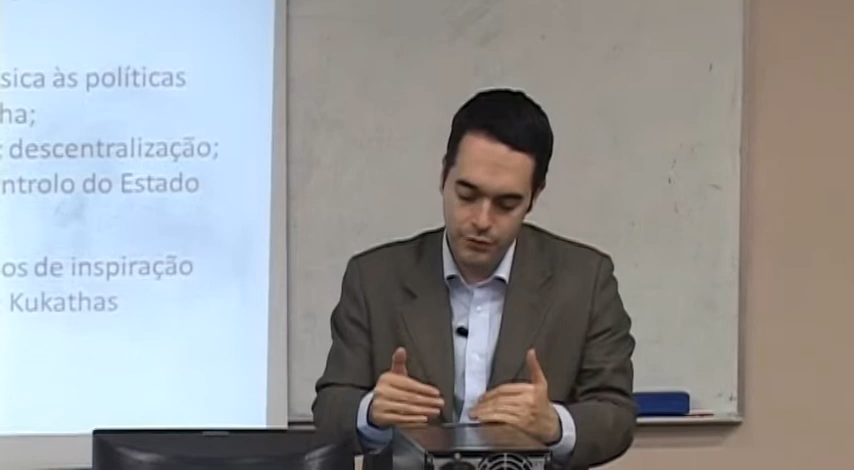 sica às políticas
ha;
descentralização;
ntrolo do Estado
os de inspiração
Kukathas